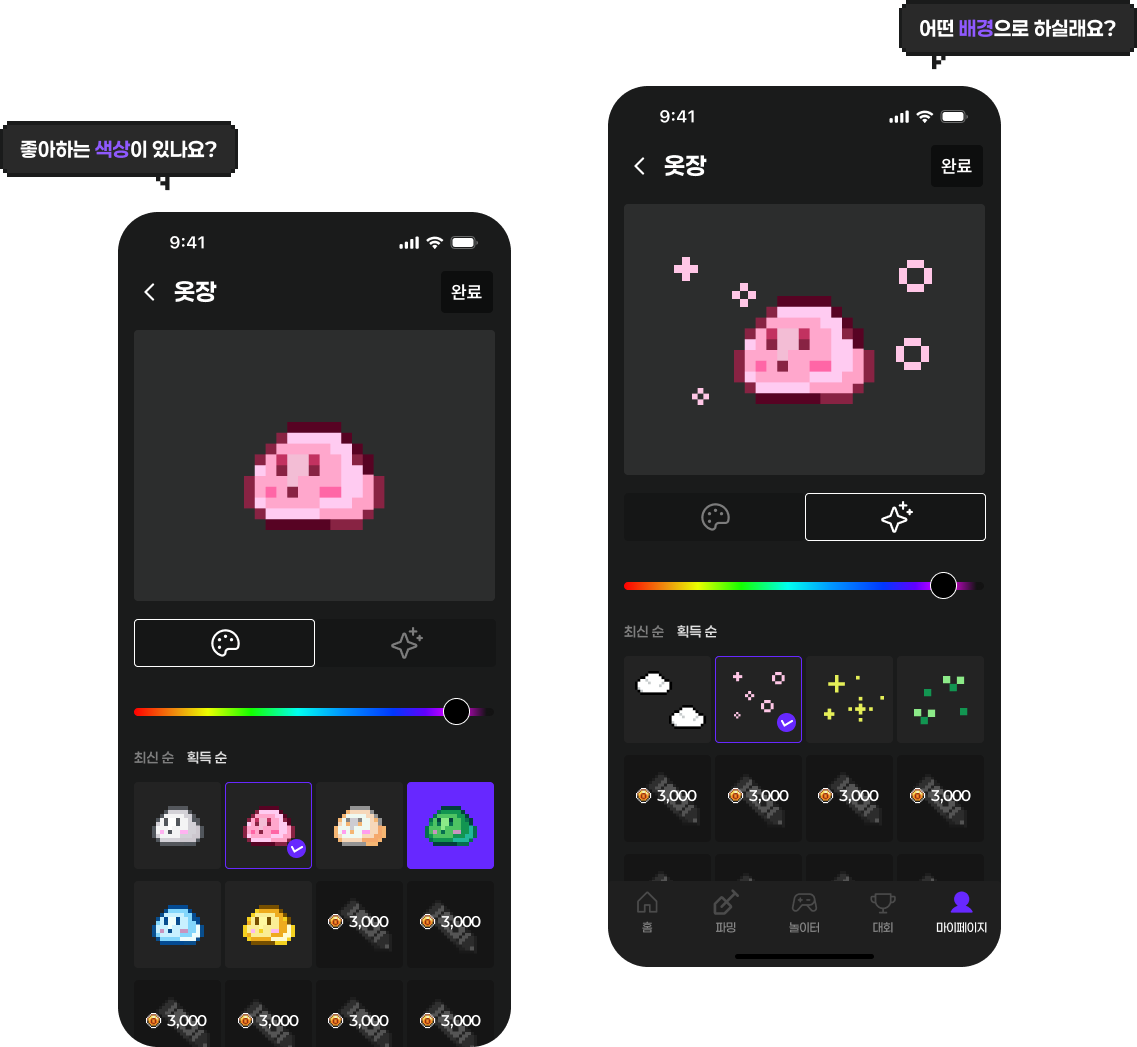 좋아하는 색상이 있나요?
9:41
옷장
완료
최신 순 획득 순
3,000 3,000
3,000 3,000 3,000 3,000
어떤 배경으로 하실래요?
9:41
옷장
완료
최신 순 획득 순
3,000 3,000 3,000 3,000
홈 파밍 놀이터 대회 마이페이지